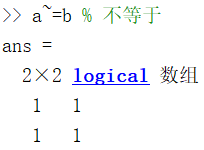 >> a~=b % 不等于
ans =
2×2 logical 数组
1 1
1 1